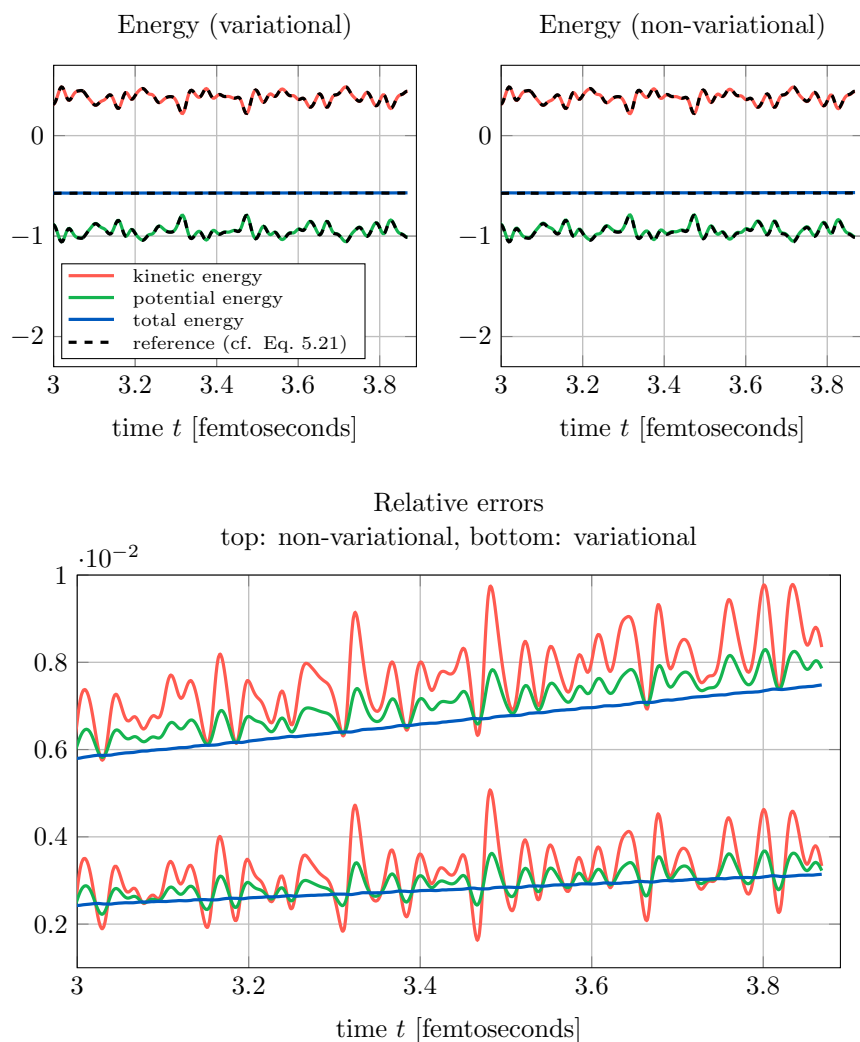 Energy (variational)
Energy (non-variational)
0
−1
−2
kinetic energy
potential energy
total energy
reference (cf. Eq. 5.21)
3 3.2 3.4 3.6 3.8
3 3.2 3.4 3.6 3.8
time t [femtoseconds]
time t [femtoseconds]
Relative errors
top: non-variational, bottom: variational
·10−2
1
0.8
0.6
0.4
0.2
3 3.2 3.4 3.6 3.8
time t [femtoseconds]
0
−1
−2